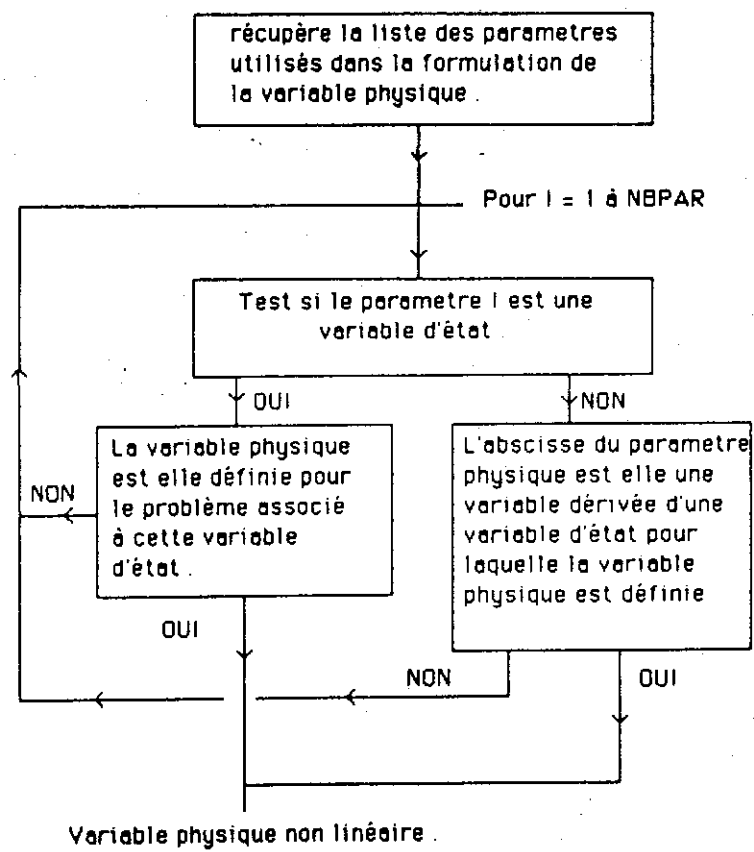 récupère la liste des parametres
utilisés dans la formulation de
la variable physique .
Pour I = 1 à NBPAR
Test si le parametre I est une
variable d'état
OUI
NON
La variable physique
est elle définie pour
le problème associé
à cette variable
d'état .
NON
L'abscisse du parametre
physique est elle une
variable dérivée d'une
variable d'état pour
laquelle la variable
physique est définie
OUI
NON
OUI
Variable physique non linéaire .